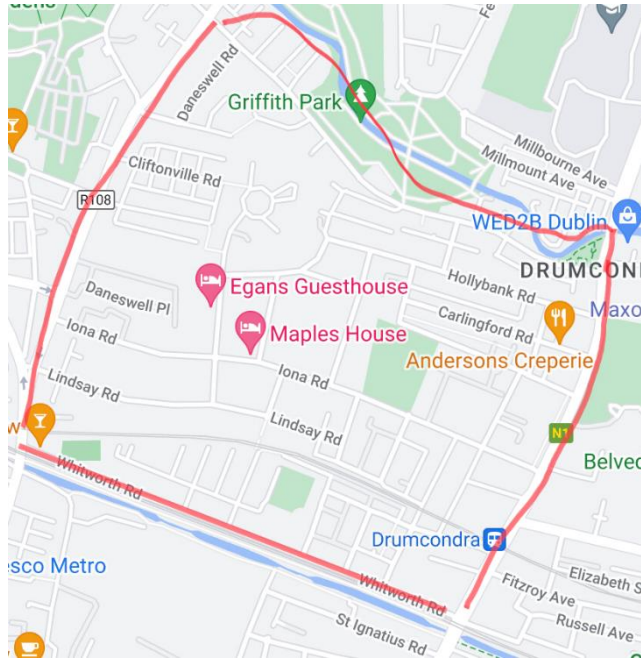 Daneswell Rd
Griffith Park
Cliftonville Rd
R108
Millbourne Ave
Millmount Ave
WED2B Dublin
DRUMCOND
Hollybank Rd
Maxo
Carlingford Rd
Egans Guesthouse
Daneswell Pl
Maples House
Iona Rd
Andersons Creperie
Iona Rd
Lindsay Rd
Lindsay Rd
w
N1
Belved
Whitworth Rd
Drumcondra
esco Metro
Elizabeth S
Whitworth Rd
Fitzroy Ave
St Ignatius Rd
Russell Ave